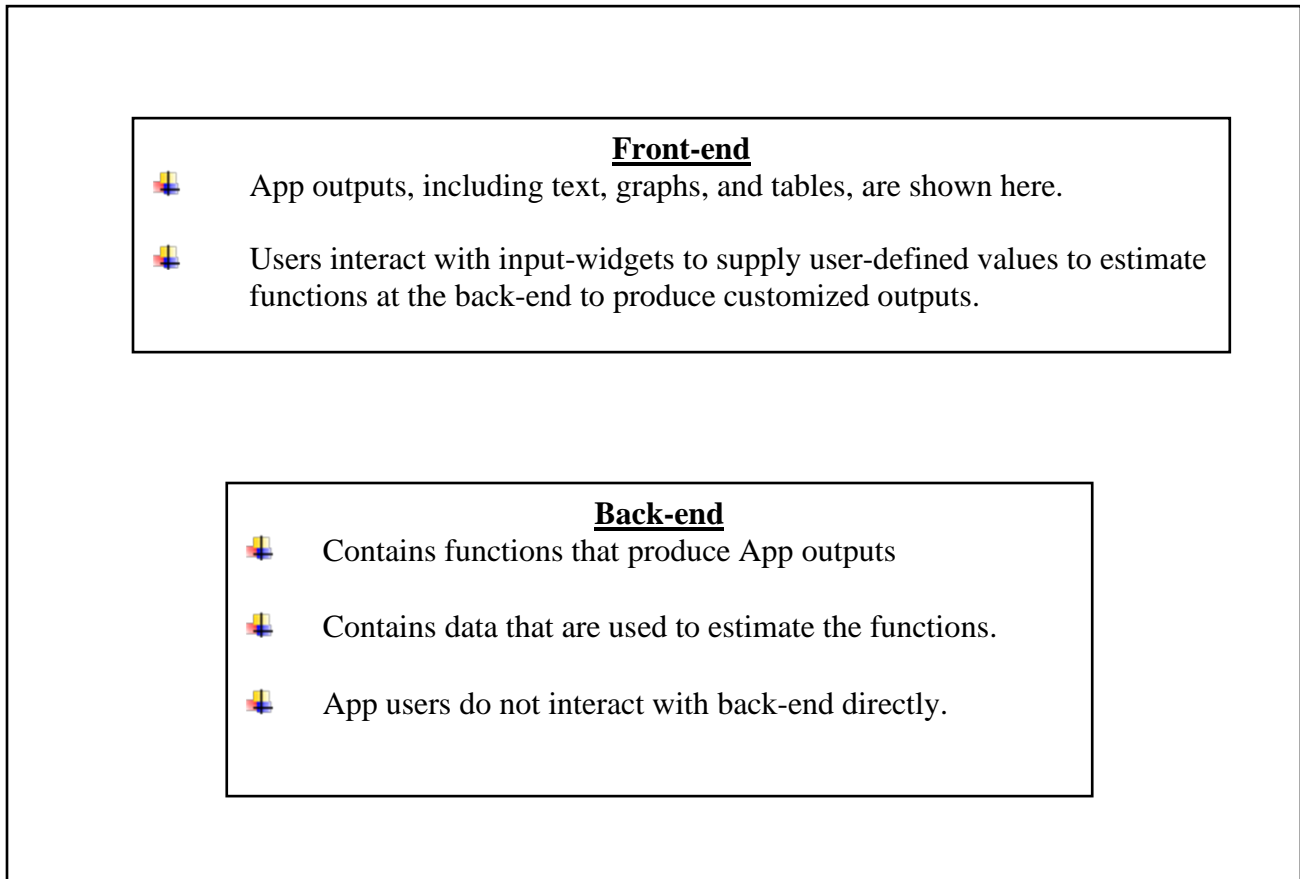 Front-end
App outputs, including text, graphs, and tables, are shown here.
Users interact with input-widgets to supply user-defined values to estimate
functions at the back-end to produce customized outputs.
Back-end
Contains functions that produce App outputs
Contains data that are used to estimate the functions.
App users do not interact with back-end directly.